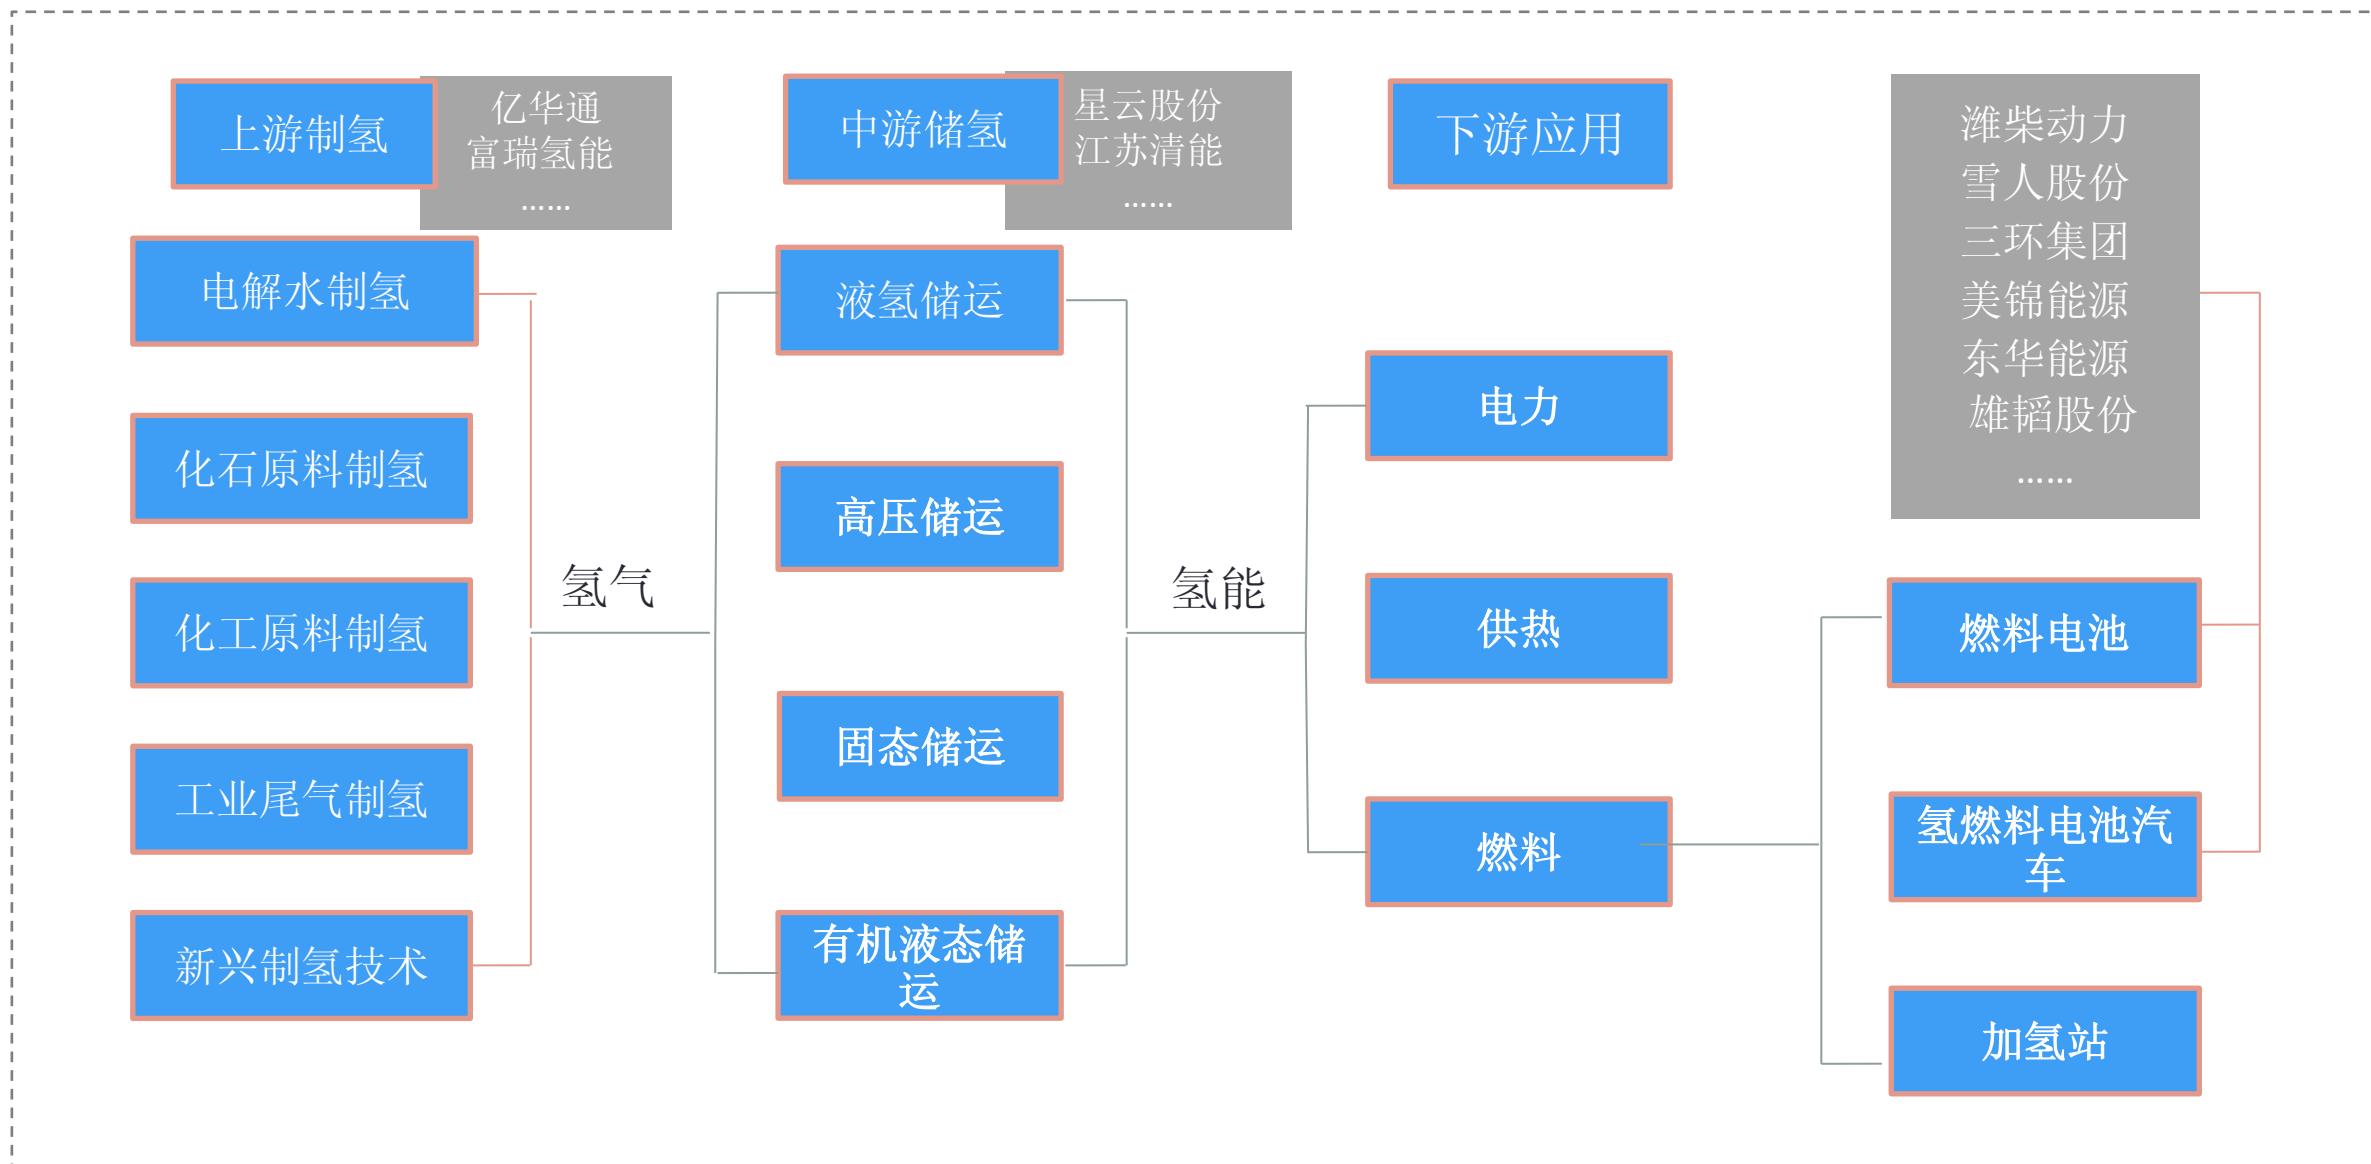 上游制氢
亿华通
富瑞氢能
……
中游储氢
星云股份
江苏清能
……
下游应用
潍柴动力
雪人股份
三环集团
美锦能源
东华能源
雄韬股份
……
电解水制氢
化石原料制氢
化工原料制氢
工业尾气制氢
新兴制氢技术
氢气
液氢储运
高压储运
固态储运
有机液态储
运
氢能
电力
供热
燃料
燃料电池
氢燃料电池汽
车
加氢站